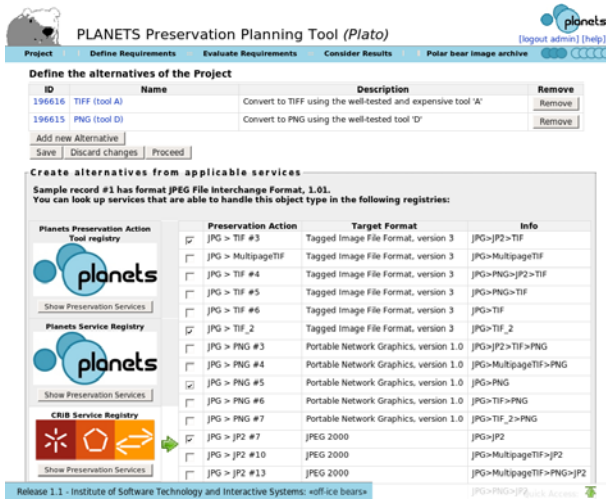 planets
PLANETS Preservation Planning Tool (Plato)
[logout admin] [help]
Project Define Requirements Evaluate Requirements Consider Results Polar bear image archive
Define the alternatives of the Project
ID Name Description Remove
196616 TIFF (tool A) Convert to TIFF using the well-tested and expensive tool 'A' Remove
196615 PNG (tool D) Convert to PNG using the well-tested tool 'D' Remove
Add new Alternative
Save Discard changes Proceed
Create alternatives from applicable services
Sample record #1 has format JPEG File Interchange Format, 1.01.
You can look up services that are able to handle this object type in the following registries:
Planets Preservation Action
Tool registry
planets
Show Preservation Services
Planets Service Registry
planets
Show Preservation Services
CRiB Service Registry
Show Preservation Services
Preservation Action Target Format Info
JPG > TIF #3 Tagged Image File Format, version 3 JPG>JP2>TIF
JPG > MultipageTIF Tagged Image File Format, version 3 JPG>MultipageTIF
JPG > TIF #4 Tagged Image File Format, version 3 JPG>PNG>JP2>TIF
JPG > TIF #5 Tagged Image File Format, version 3 JPG>PNG>TIF
JPG > TIF #6 Tagged Image File Format, version 3 JPG>TIF
JPG > TIF_2 Tagged Image File Format, version 3 JPG>TIF_2
JPG > PNG #3 Portable Network Graphics, version 1.0 JPG>JP2>TIF>PNG
JPG > PNG #4 Portable Network Graphics, version 1.0 JPG>MultipageTIF>PNG
JPG > PNG #5 Portable Network Graphics, version 1.0 JPG>PNG
JPG > PNG #6 Portable Network Graphics, version 1.0 JPG>TIF>PNG
JPG > PNG #7 Portable Network Graphics, version 1.0 JPG>TIF_2>PNG
JPG > JP2 #7 JPEG 2000 JPG>JP2
JPG > JP2 #10 JPEG 2000 JPG>MultipageTIF>JP2
JPG > JP2 #13 JPEG 2000 JPG>MultipageTIF>PNG>JP2
Release 1.1 - Institute of Software Technology and Interactive Systems: «off-ice bears»
Quick Access: